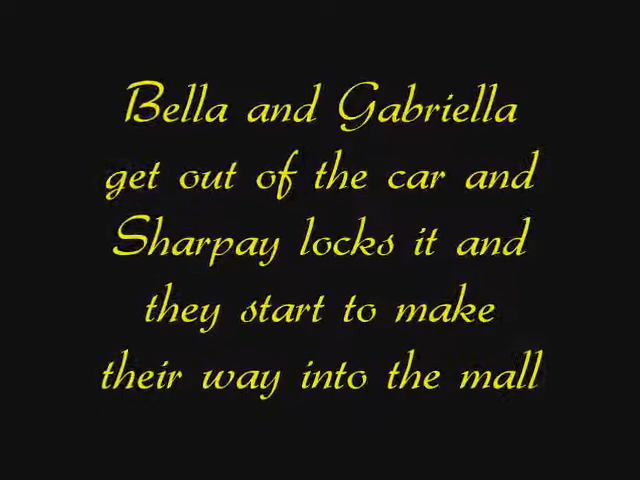 Bella and Gabriella
get out of the car and
Sharpay locks it and
they start to make
their way into the mall